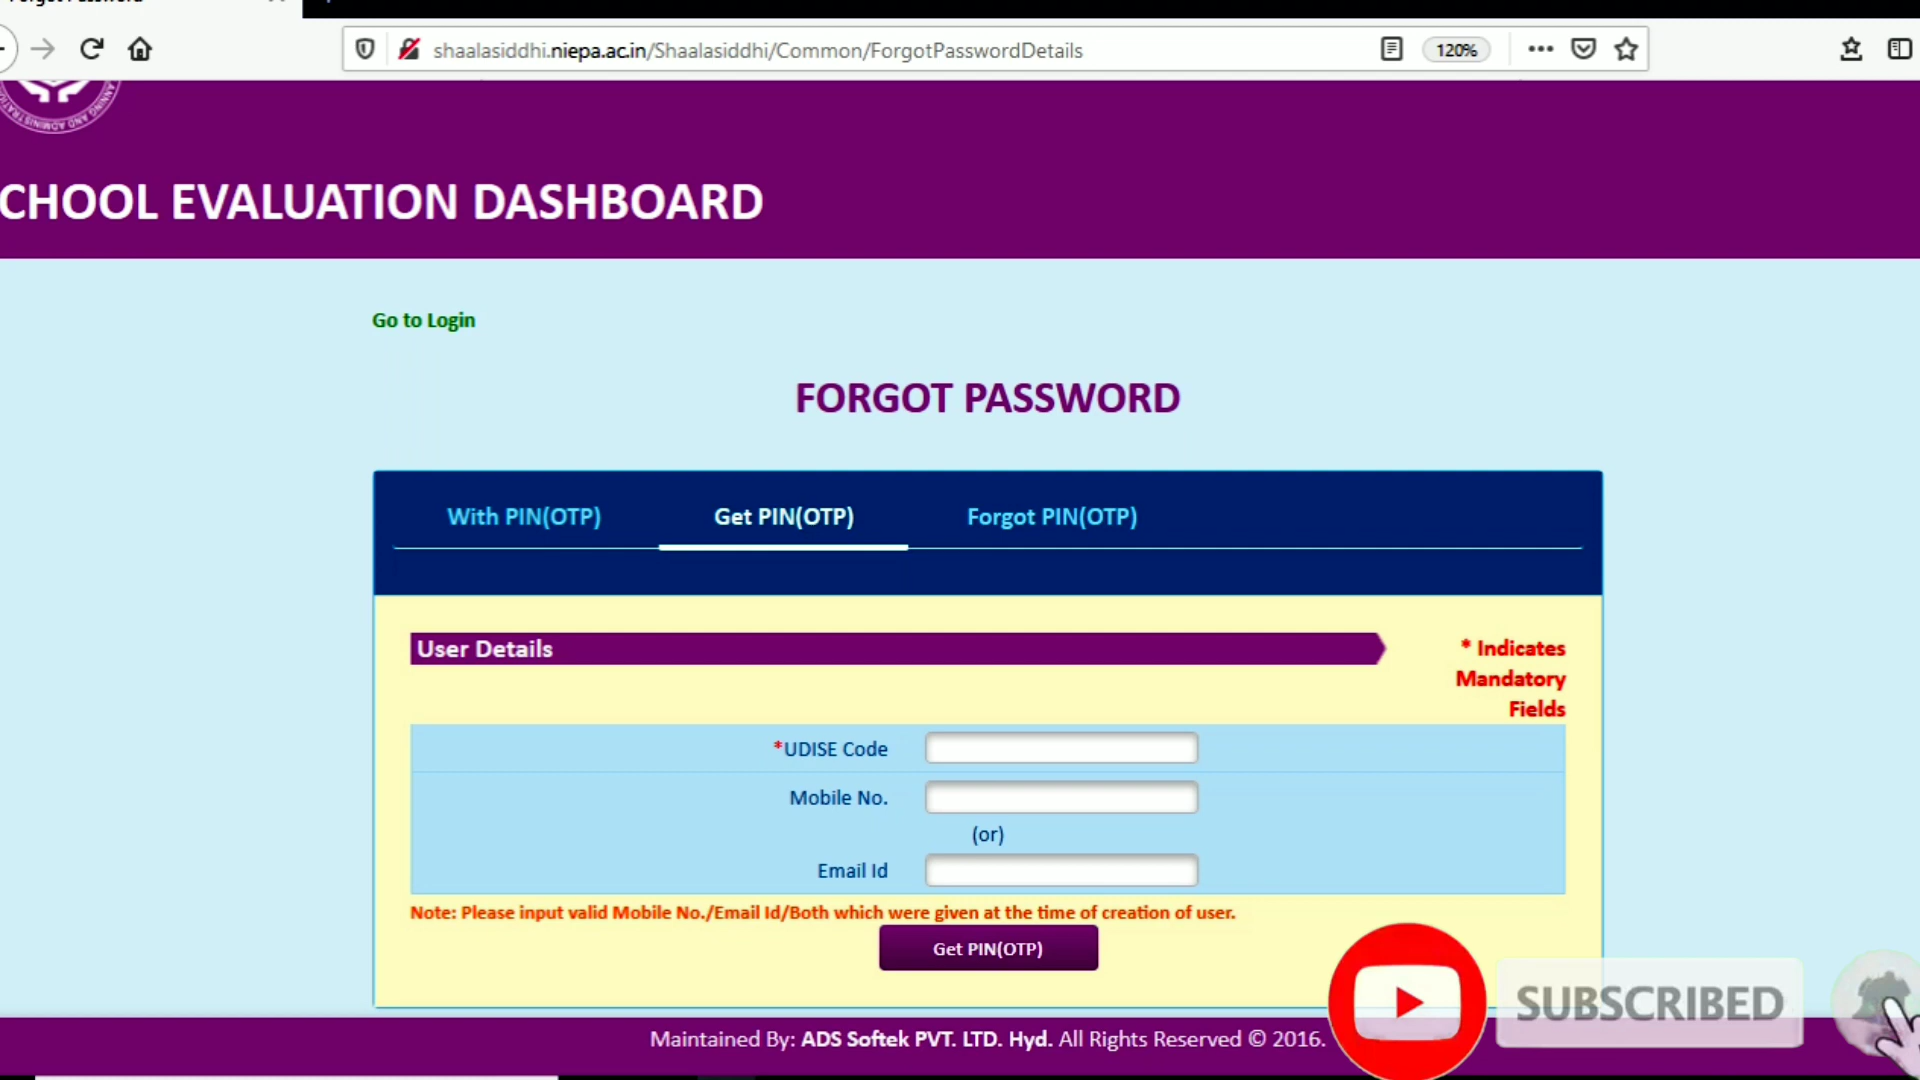 shaalasiddhi.niepa.ac.in/Shaalasiddhi/Common/ForgotPasswordDetails
120%
CHOOL EVALUATION DASHBOARD
Go to Login
FORGOT PASSWORD
With PIN(OTP)
Get PIN(OTP)
Forgot PIN(OTP)
User Details
* Indicates
Mandatory
Fields
*UDISE Code
Mobile No.
(or)
Email Id
Note: Please input valid Mobile No./Email Id/Both which were given at the time of creation of user.
Get PIN(OTP)
SUBSCRIBED
Maintained By: ADS Softek PVT. LTD. Hyd. All Rights Reserved © 2016.